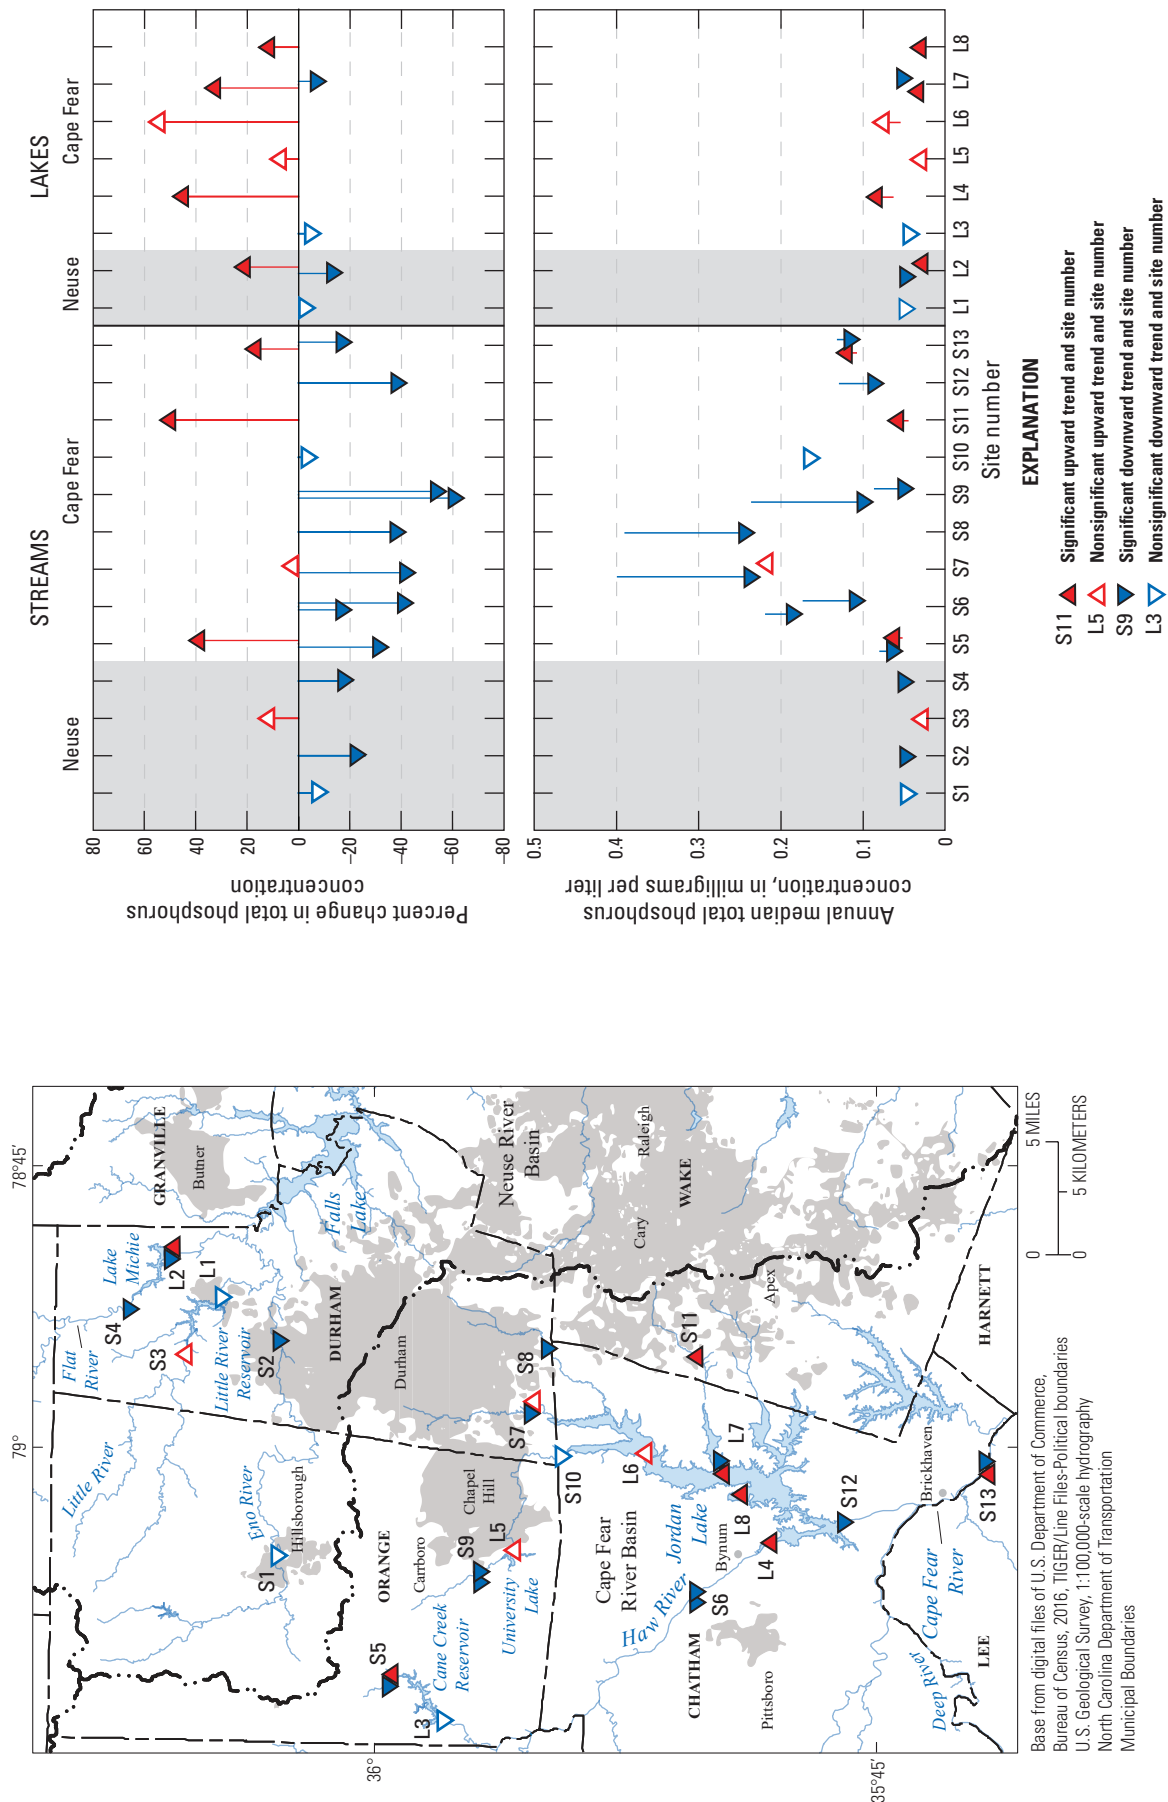 78°45′
79°
36°
35°45′
GRANVILLE
Butner
Falls
Lake
Neuse River
Basin
Raleigh
WAKE
Cary
Apex
HARNETT
Lake
Michie
L2
L1
S4
Flat
River
S3
Little River
Reservoir
S2
DURHAM
Durham
S8
S7
S11
Little River
Eno River
Hillsborough
S1
ORANGE
Chapel
Hill
Carrboro
S9
L5
University
Lake
Cane Creek
Reservoir
S5
L3
S10
L6
L7
Cape Fear
River Basin
Jordan
Lake
L8
Bynum
Haw River
S6
L4
S12
CHATHAM
Pittsboro
Brickhaven
S13
Cape Fear
River
Deep River
LEE
0
5 MILES
0
5 KILOMETERS
Base from digital files of U.S. Department of Commerce,
Bureau of Census, 2016, TIGER/Line Files-Political boundaries
U.S. Geological Survey, 1:100,000-scale hydrography
North Carolina Department of Transportation
Municipal Boundaries
STREAMS
LAKES
Neuse
Cape Fear
Neuse
Cape Fear
80
60
40
20
0
–20
–40
–60
–80
Percent change in total phosphorus
concentration
0.5
0.4
0.3
0.2
0.1
0
Annual median total phosphorus
concentration, in milligrams per liter
S1
S2
S3
S4
S5
S6
S7
S8
S9
S10
S11
S12
S13
L1
L2
L3
L4
L5
L6
L7
L8
Site number
EXPLANATION
S11 Significant upward trend and site number
L5 Nonsignificant upward trend and site number
S9 Significant downward trend and site number
L3 Nonsignificant downward trend and site number